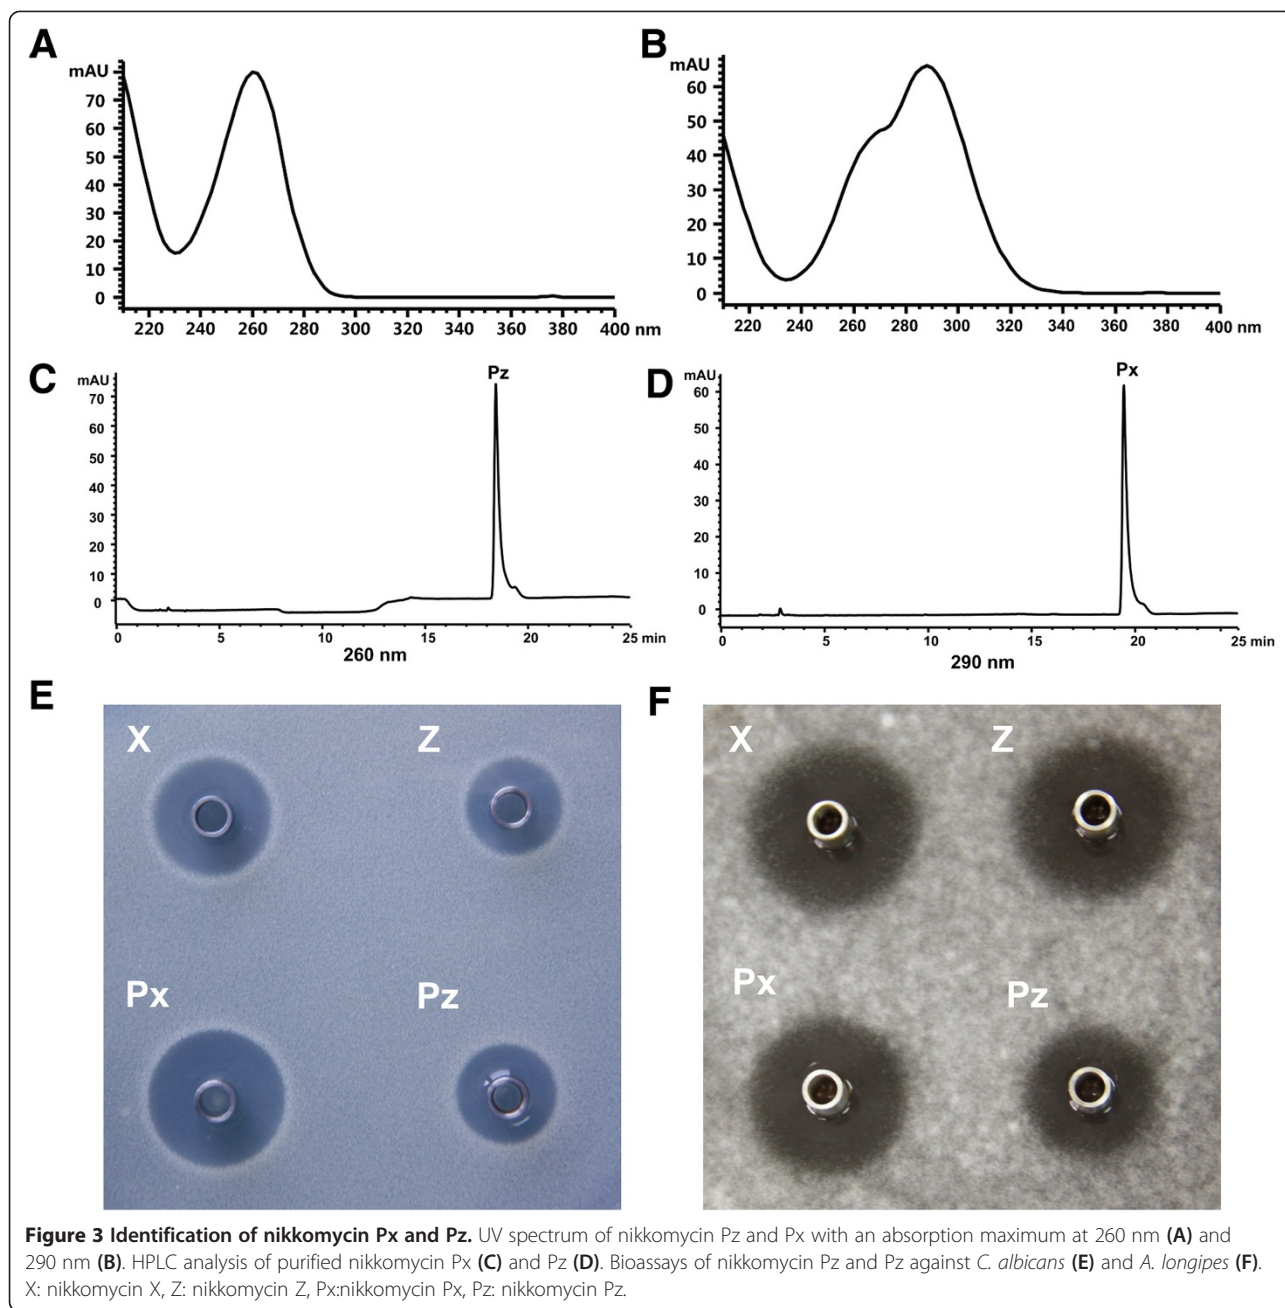 A
mAU
70
60
50
40
30
20
10
0
220 240 260 280 300 320 340 360 380 400 nm
B
mAU
60
50
40
30
20
10
0
220 240 260 280 300 320 340 360 380 400 nm
C
mAU
70
60
50
40
30
20
10
0
Pz
0 5 10 15 20 25 min
260 nm
D
mAU
60
50
40
30
20
10
0
Px
0 5 10 15 20 25 min
290 nm
E
X Z
Px Pz
F
X Z
Px Pz
Figure 3 Identification of nikkomycin Px and Pz. UV spectrum of nikkomycin Pz and Px with an absorption maximum at 260 nm (A) and
290 nm (B). HPLC analysis of purified nikkomycin Px (C) and Pz (D). Bioassays of nikkomycin Pz and Pz against C. albicans (E) and A. longipes (F).
X: nikkomycin X, Z: nikkomycin Z, Px:nikkomycin Px, Pz: nikkomycin Pz.